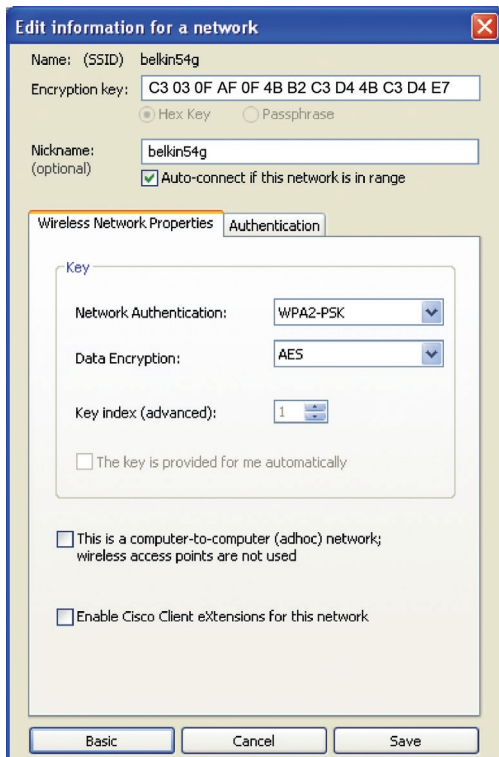 Edit information for a network
Name: (SSID) belkin54g
Encryption key: C3 03 0F AF 0F 4B B2 C3 D4 4B C3 D4 E7
Hex Key Passphrase
Nickname: belkin54g
(optional)
Auto-connect if this network is in range
Wireless Network Properties Authentication
Key
Network Authentication: WPA2-PSK
Data Encryption: AES
Key index (advanced): 1
The key is provided for me automatically
This is a computer-to-computer (adhoc) network;
wireless access points are not used
Enable Cisco Client eXtensions for this network
Basic Cancel Save